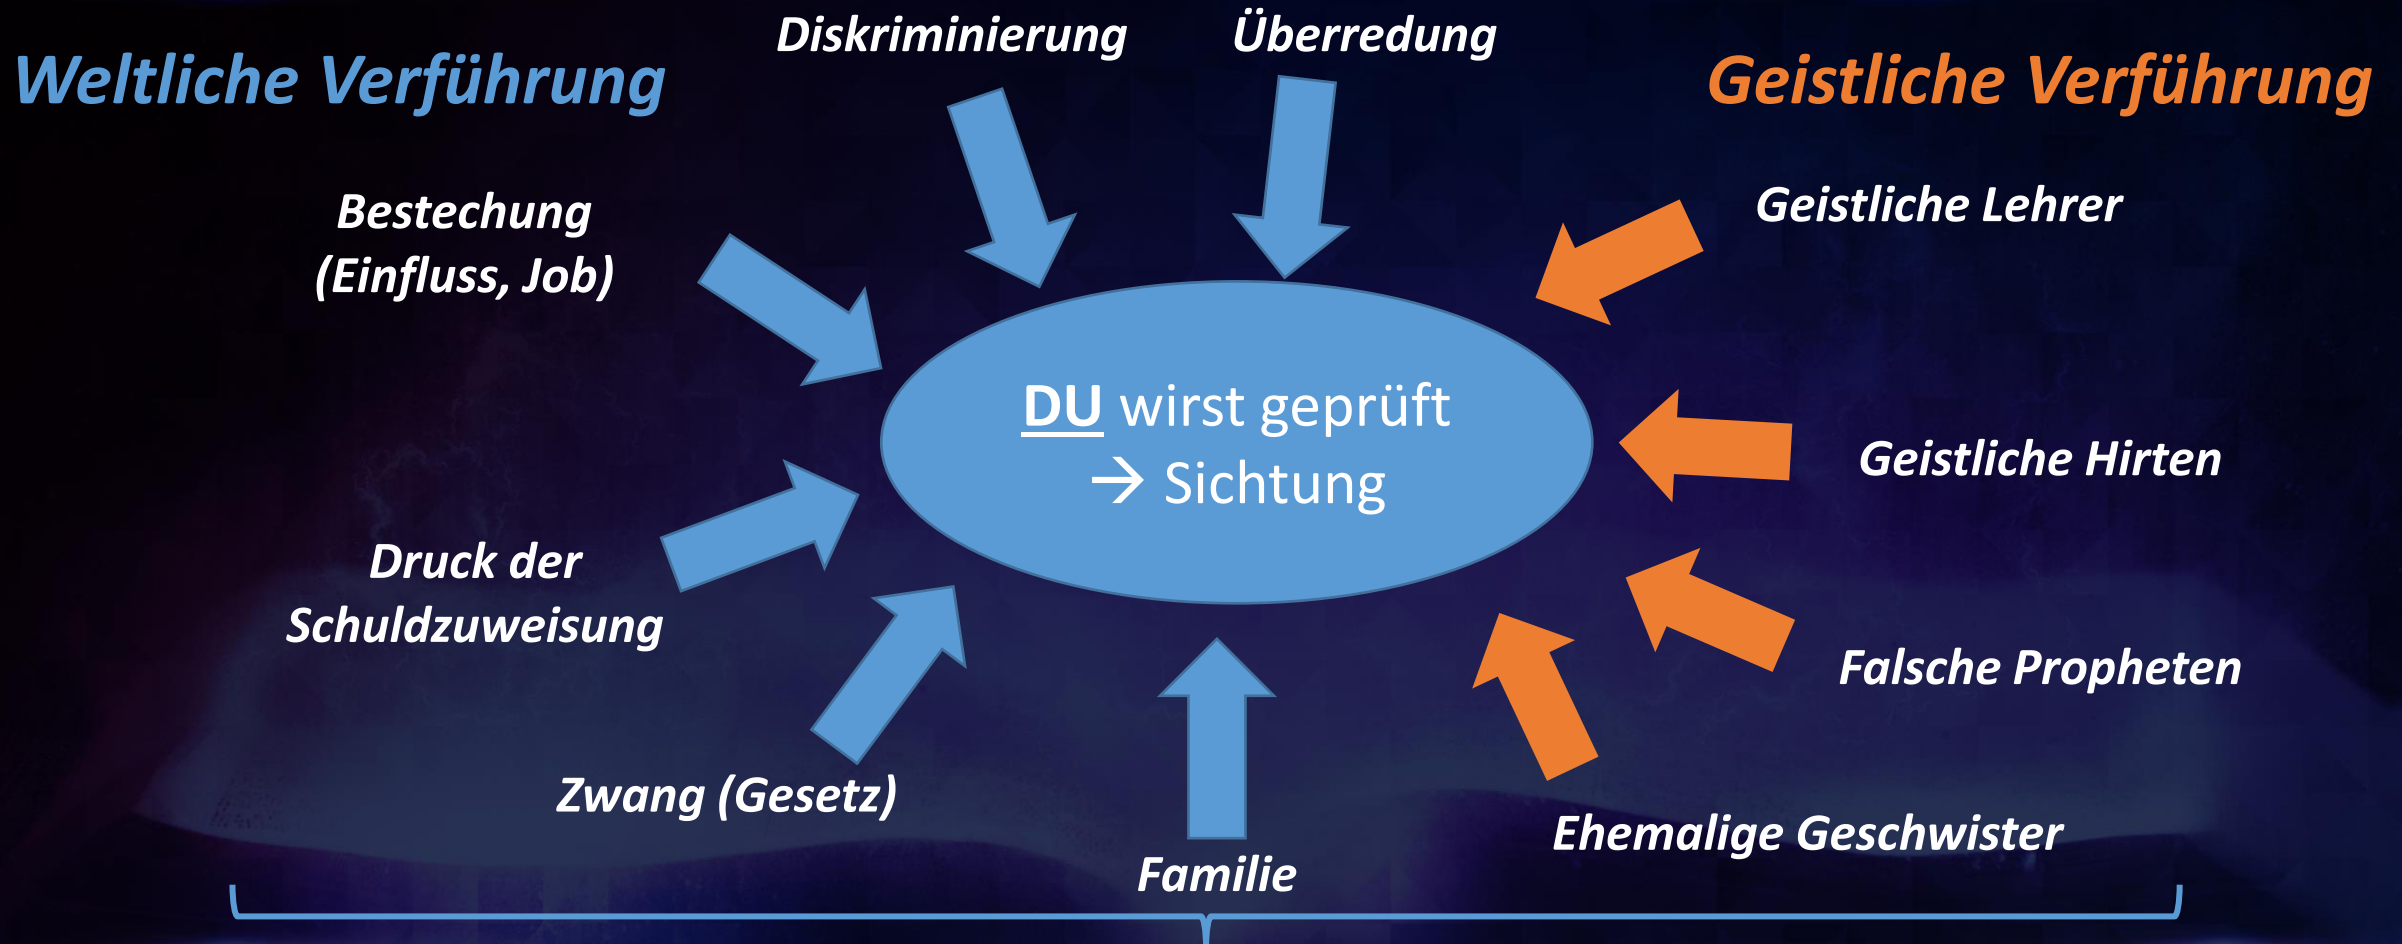 Diskriminierung
Überredung
Weltliche Verführung
Geistliche Verführung
Bestechung
(Einfluss, Job)
Geistliche Lehrer
DU wirst geprüft
→ Sichtung
Geistliche Hirten
Druck der
Schuldzuweisung
Falsche Propheten
Zwang (Gesetz)
Ehemalige Geschwister
Familie